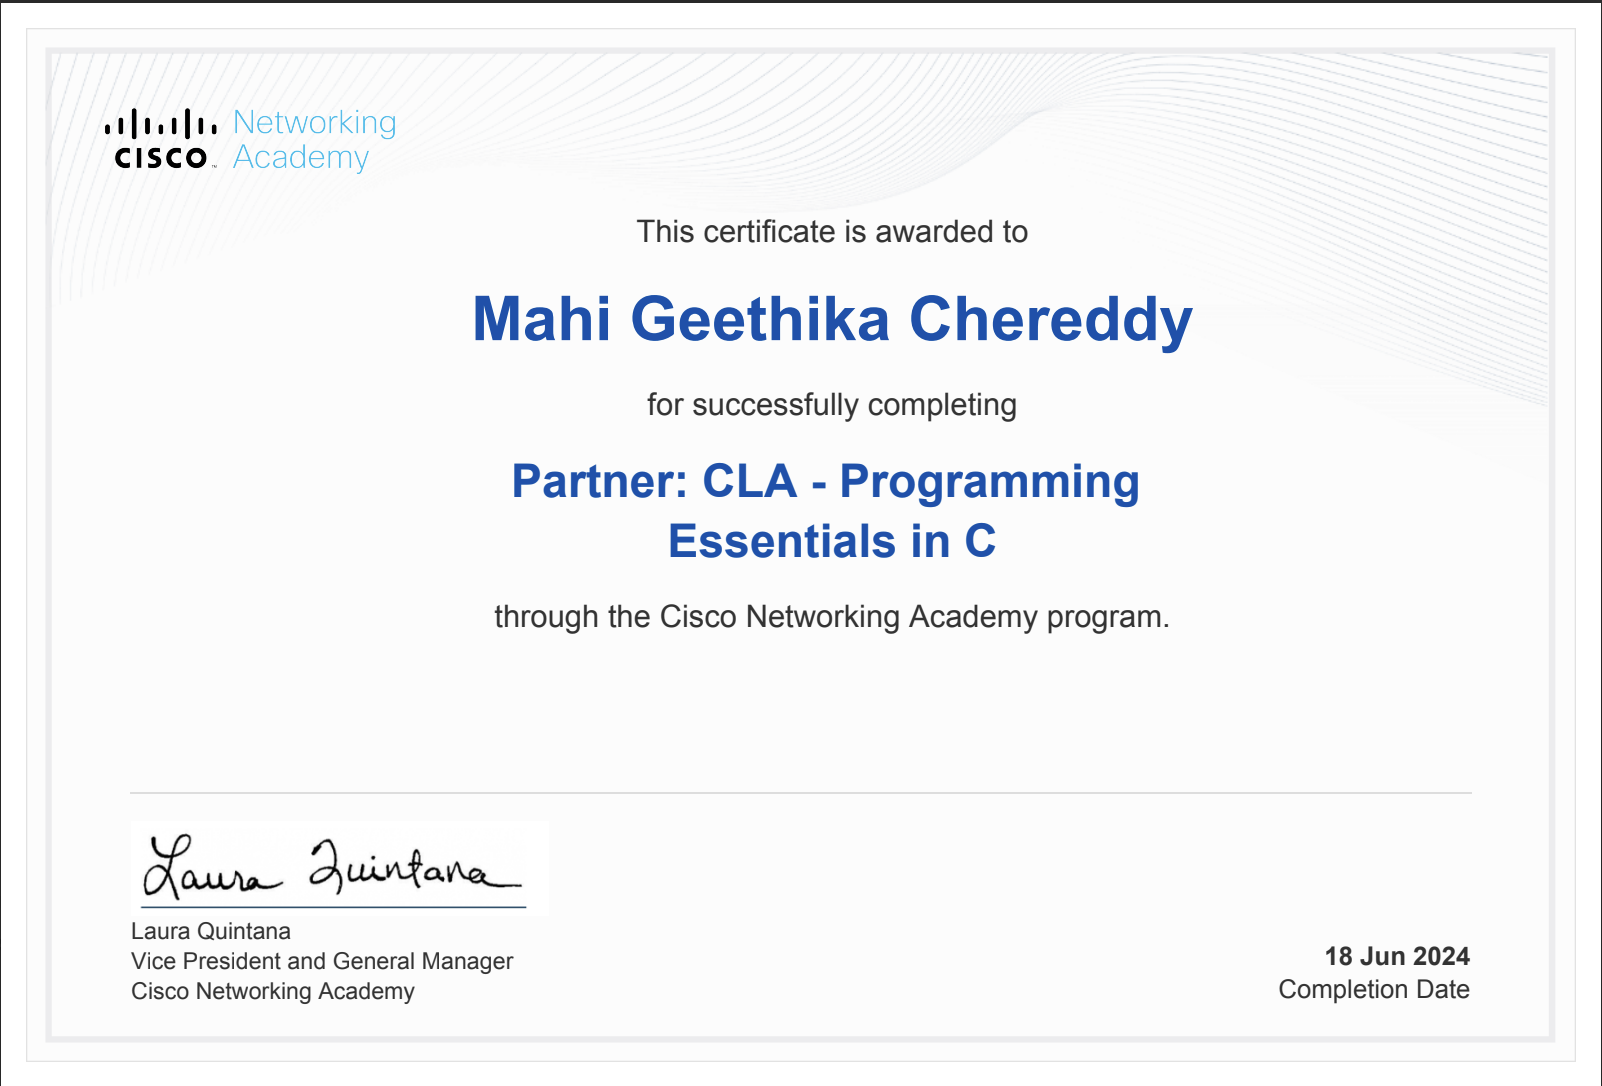 CISCO™ Networking
Academy
This certificate is awarded to
Mahi Geethika Chereddy
for successfully completing
Partner: CLA - Programming
Essentials in C
through the Cisco Networking Academy program.
Laura Quintana
Laura Quintana
Vice President and General Manager
Cisco Networking Academy
18 Jun 2024
Completion Date